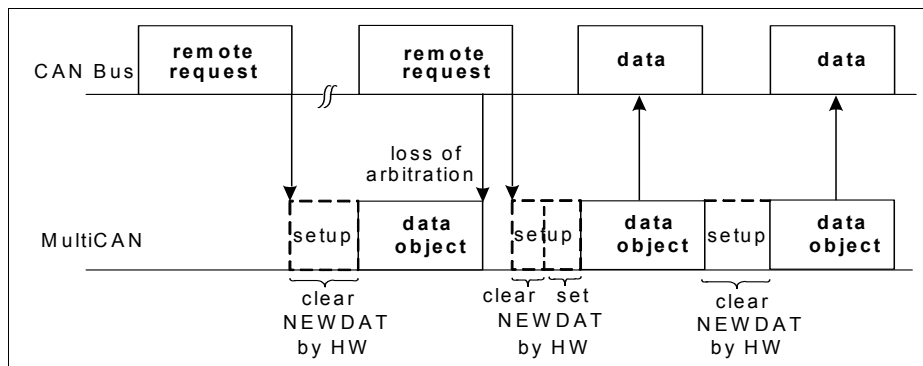 remote
request
remote
request
data
data
CAN Bus
loss of
arbitration
MultiCAN
setup
data
object
setup
data
object
setup
data
object
clear
NEWDAT
by HW
clear set
NEWDAT
by HW
clear
NEWDAT
by HW